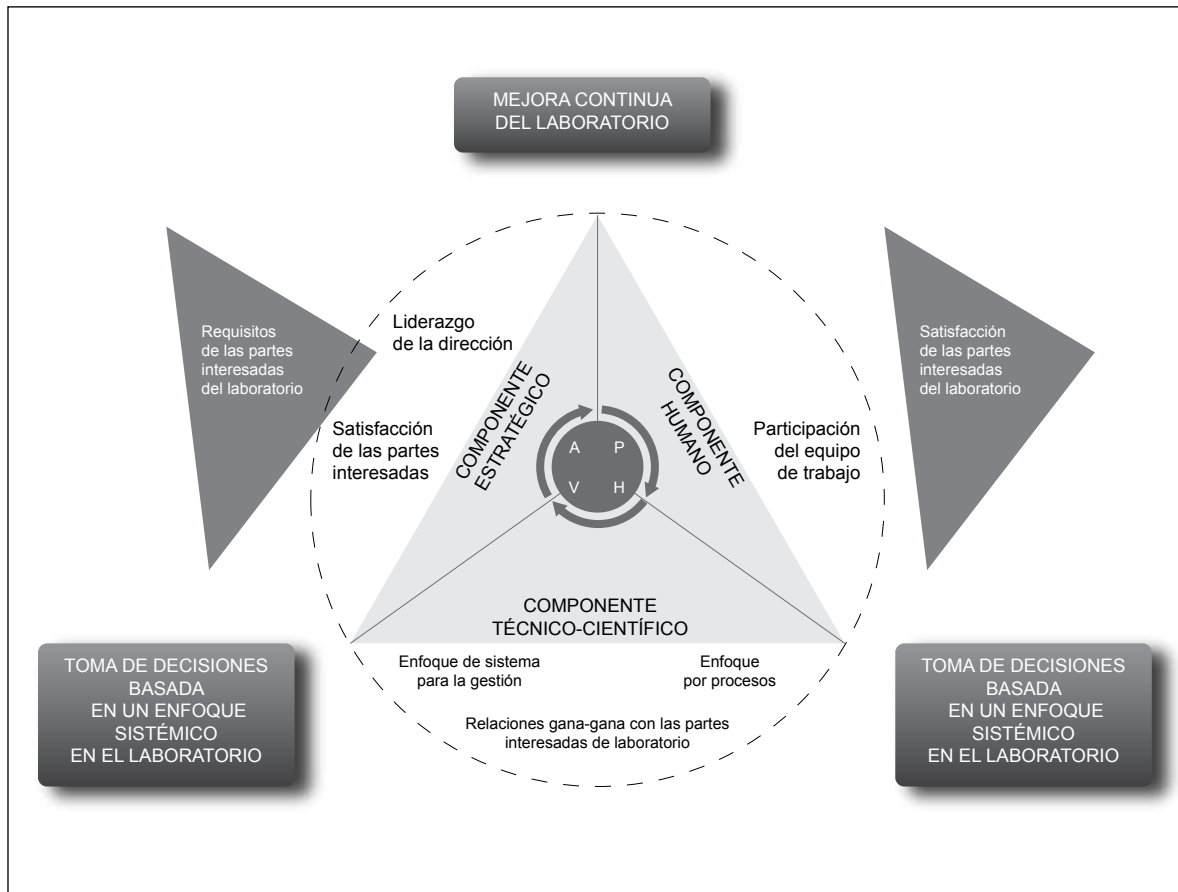 MEJORA CONTINUA
DEL LABORATORIO
Requisitos
de las partes
interesadas
del laboratorio
Liderazgo
de la dirección
Satisfacción
de las partes
interesadas
COMPONENTE
ESTRATÉGICO
A P
V H
COMPONENTE
HUMANO
Participación
del equipo
de trabajo
Satisfacción
de las partes
interesadas
del laboratorio
COMPONENTE
TÉCNICO-CIENTÍFICO
Enfoque de sistema
para la gestión
Enfoque
por procesos
Relaciones gana-gana con las partes
interesadas de laboratorio
TOMA DE DECISIONES
BASADA
EN UN ENFOQUE
SISTÉMICO
EN EL LABORATORIO
TOMA DE DECISIONES
BASADA
EN UN ENFOQUE
SISTÉMICO
EN EL LABORATORIO